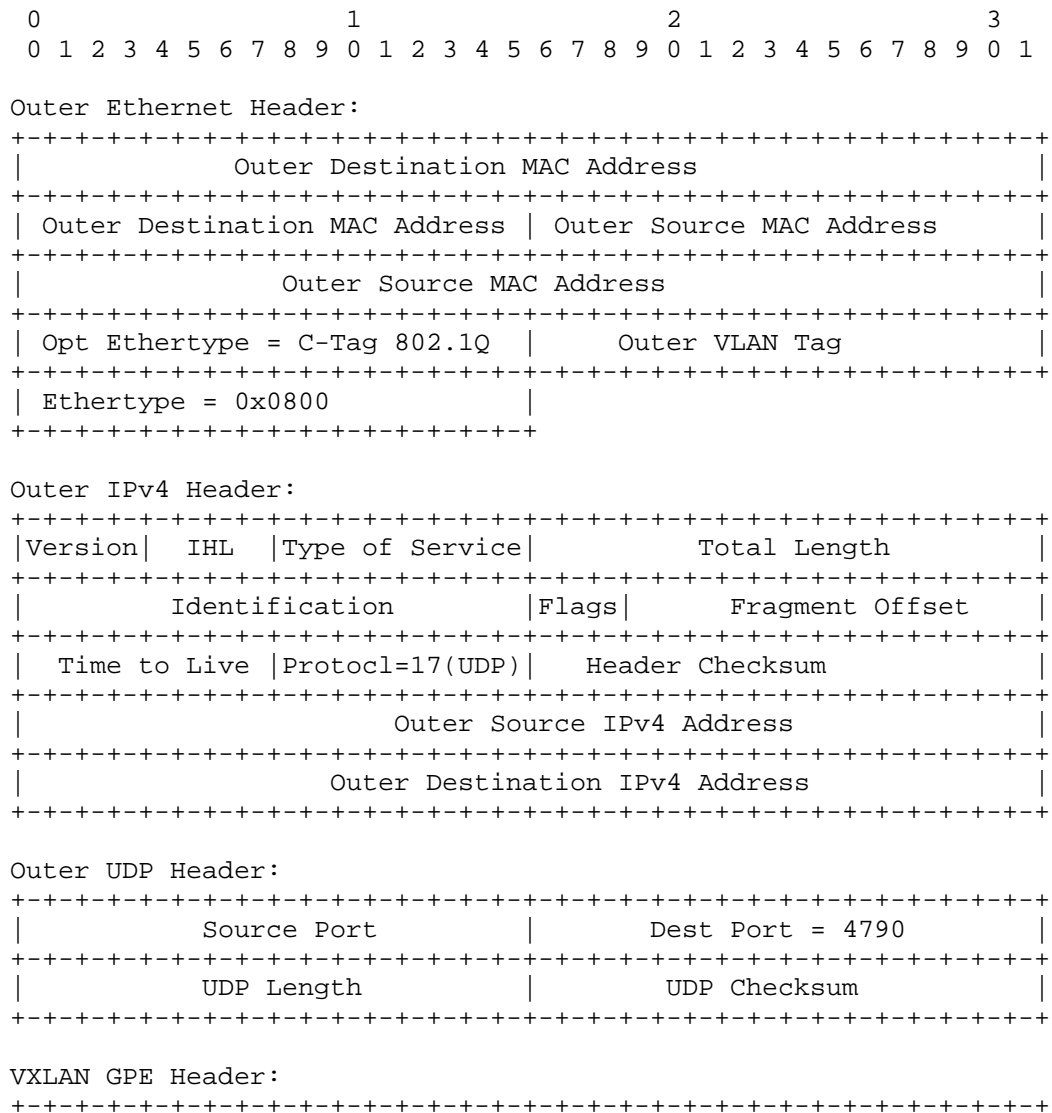 0                   1                   2                   3
 0 1 2 3 4 5 6 7 8 9 0 1 2 3 4 5 6 7 8 9 0 1 2 3 4 5 6 7 8 9 0 1

Outer Ethernet Header:
+-+-+-+-+-+-+-+-+-+-+-+-+-+-+-+-+-+-+-+-+-+-+-+-+-+-+-+-+-+-+-+-+
|             Outer Destination MAC Address                     |
+-+-+-+-+-+-+-+-+-+-+-+-+-+-+-+-+-+-+-+-+-+-+-+-+-+-+-+-+-+-+-+-+
| Outer Destination MAC Address | Outer Source MAC Address      |
+-+-+-+-+-+-+-+-+-+-+-+-+-+-+-+-+-+-+-+-+-+-+-+-+-+-+-+-+-+-+-+-+
|                Outer Source MAC Address                       |
+-+-+-+-+-+-+-+-+-+-+-+-+-+-+-+-+-+-+-+-+-+-+-+-+-+-+-+-+-+-+-+-+
| Opt Ethertype = C-Tag 802.1Q  |     Outer VLAN Tag            |
+-+-+-+-+-+-+-+-+-+-+-+-+-+-+-+-+-+-+-+-+-+-+-+-+-+-+-+-+-+-+-+-+
| Ethertype = 0x0800            |
+-+-+-+-+-+-+-+-+-+-+-+-+-+-+-+-+

Outer IPv4 Header:
+-+-+-+-+-+-+-+-+-+-+-+-+-+-+-+-+-+-+-+-+-+-+-+-+-+-+-+-+-+-+-+-+
|Version|  IHL  |Type of Service|          Total Length         |
+-+-+-+-+-+-+-+-+-+-+-+-+-+-+-+-+-+-+-+-+-+-+-+-+-+-+-+-+-+-+-+-+
|         Identification        |Flags|      Fragment Offset    |
+-+-+-+-+-+-+-+-+-+-+-+-+-+-+-+-+-+-+-+-+-+-+-+-+-+-+-+-+-+-+-+-+
|  Time to Live |Protocl=17(UDP)|   Header Checksum             |
+-+-+-+-+-+-+-+-+-+-+-+-+-+-+-+-+-+-+-+-+-+-+-+-+-+-+-+-+-+-+-+-+
|                       Outer Source IPv4 Address               |
+-+-+-+-+-+-+-+-+-+-+-+-+-+-+-+-+-+-+-+-+-+-+-+-+-+-+-+-+-+-+-+-+
|                   Outer Destination IPv4 Address              |
+-+-+-+-+-+-+-+-+-+-+-+-+-+-+-+-+-+-+-+-+-+-+-+-+-+-+-+-+-+-+-+-+

Outer UDP Header:
+-+-+-+-+-+-+-+-+-+-+-+-+-+-+-+-+-+-+-+-+-+-+-+-+-+-+-+-+-+-+-+-+
|           Source Port         |       Dest Port = 4790        |
+-+-+-+-+-+-+-+-+-+-+-+-+-+-+-+-+-+-+-+-+-+-+-+-+-+-+-+-+-+-+-+-+
|           UDP Length          |        UDP Checksum           |
+-+-+-+-+-+-+-+-+-+-+-+-+-+-+-+-+-+-+-+-+-+-+-+-+-+-+-+-+-+-+-+-+

VXLAN GPE Header:
+-+-+-+-+-+-+-+-+-+-+-+-+-+-+-+-+-+-+-+-+-+-+-+-+-+-+-+-+-+-+-+-+